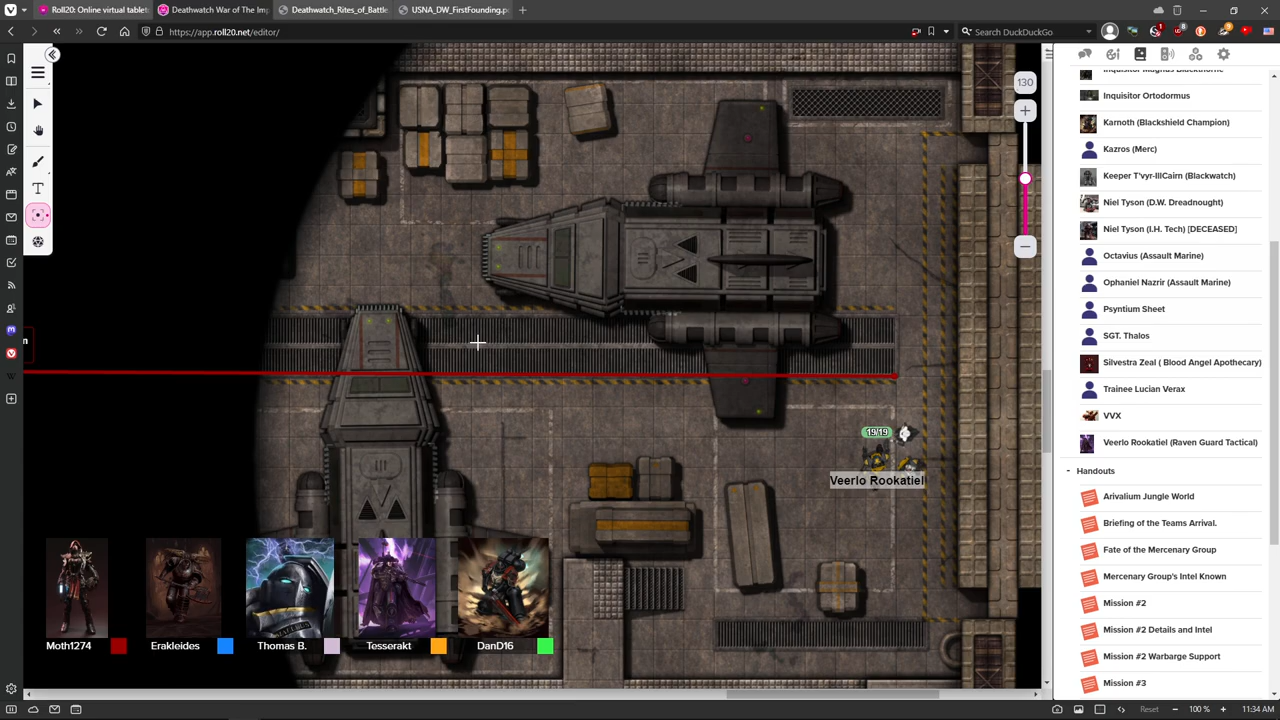 Roll20: Online virtual tablet
Deathwatch War of The Imp
Deathwatch_Rites_of_Battle
USNA_DW_FirstFounding.p
https://app.roll20.net/editor/
Search DuckDuckGo
130
Inquisitor Magnus Blackthorne
Inquisitor Ortodormus
Karnoth (Blackshield Champion)
Kazros (Merc)
Keeper T'vyr-IllCairn (Blackwatch)
Niel Tyson (D.W. Dreadnought)
Niel Tyson (I.H. Tech) [DECEASED]
Octavius (Assault Marine)
Ophaniel Nazrir (Assault Marine)
Psyntium Sheet
SGT. Thalos
Silvestra Zeal ( Blood Angel Apothecary)
Trainee Lucian Verax
VVX
Veerlo Rookatiel (Raven Guard Tactical)
- Handouts
Arivalium Jungle World
Briefing of the Teams Arrival.
Fate of the Mercenary Group
Mercenary Group's Intel Known
Mission #2
Mission #2 Details and Intel
Mission #2 Warbarge Support
Mission #3
n
19/19
Veerlo Rookatiel
Moth1274
Erakleides
Thomas B.
Tesserakt
DanD16
Reset
100 %
11:34 AM